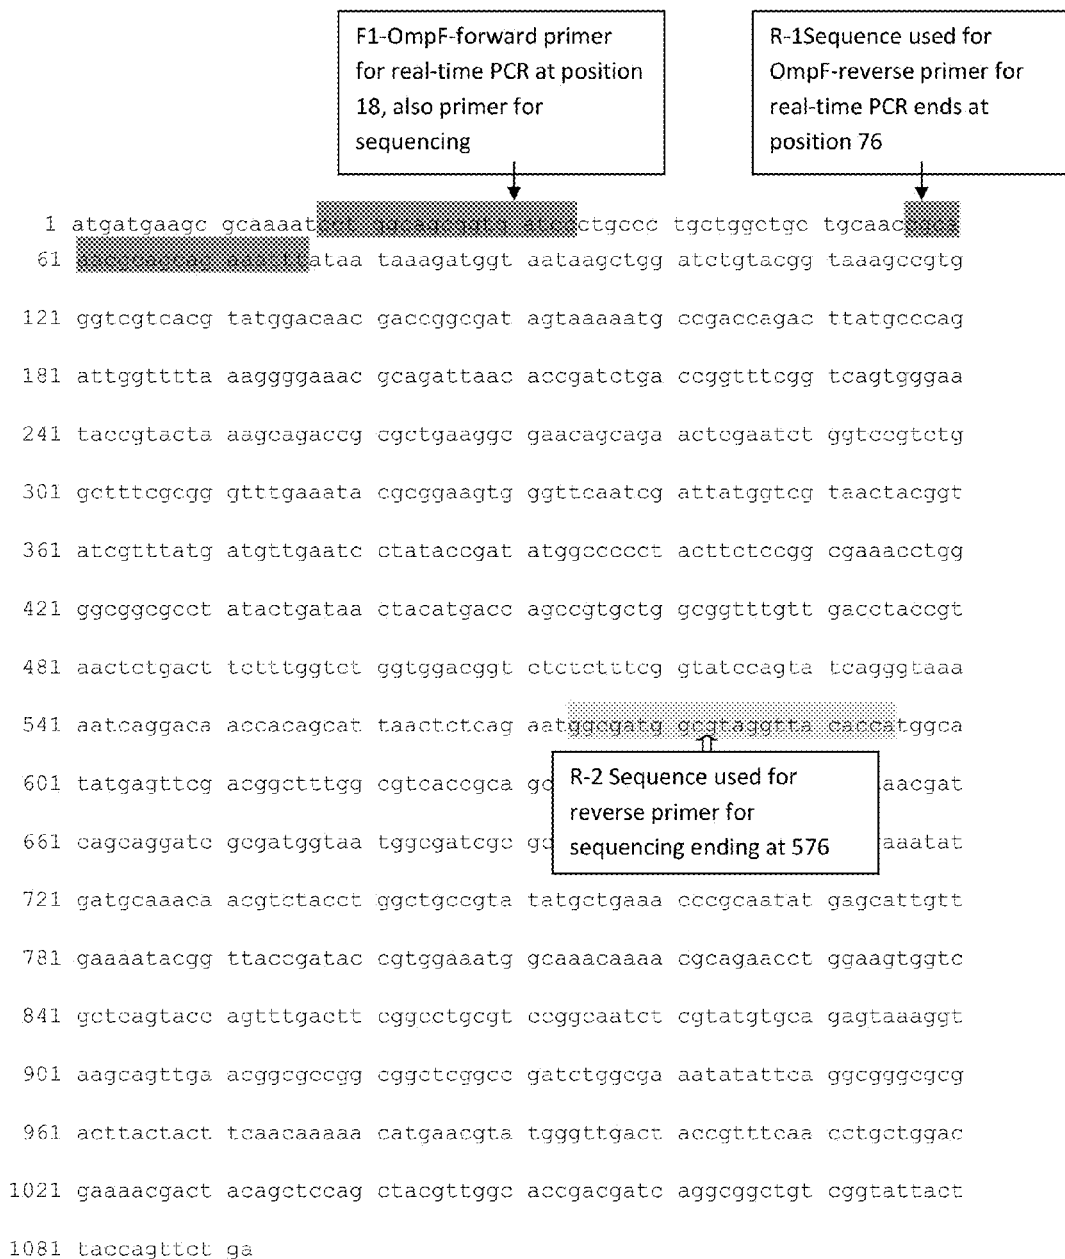 F1-OmpF-forward primer
for real-time PCR at position
18, also primer for
sequencing
R-1Sequence used for
OmpF-reverse primer for
real-time PCR ends at
position 76
1 atgatgaagc gcaaaat ctgccc tgctggctgc tgcaac
61 ataa taaagatggt aataagctgg atctgtacgg taaagccgtg
121 ggtcgtcacg tatggacaac gaccggcgat agtaaaaatg ccgaccagac ttatgcccag
181 attggtttta aaggggaaac gcagattaac accgatctga ccggtttcgg tcagtgggaa
241 taccgtacta aagcagaccg cgctgaaggc gaacagcaga actcgaatct ggtccgtctg
301 gctttcgcgg gtttgaaata cgcggaagtg ggttcaatcg attatggtcg taactacggt
361 atcgtttatg atgttgaatc ctataccgat atggccccct acttctccgg cgaaacctgg
421 ggcggcgcct atactgataa ctacatgacc agccgtgctg gcggtttgtt gacctaccgt
481 aactctgact tctttggtct ggtggacggt ctctctttcg gtatccagta tcagggtaaa
541 aatcaggaca accacagcat taactctcag aatggcgatg gcgtaggtta caccatggca
R-2 Sequence used for
reverse primer for
sequencing ending at 576
601 tatgagttcg acggctttgg cgtcaccgca gc aacgat
661 cagcaggatc gcgatggtaa tggcgatcgc gc aaatat
721 gatgcaaaca acgtctacct ggctgccgta tatgctgaaa cccgcaatat gagcattgtt
781 gaaaatacgg ttaccgatac cgtggaaatg gcaaacaaaa cgcagaacct ggaagtggtc
841 gctcagtacc agtttgactt cggcctgcgt ccggcaatct cgtatgtgca gagtaaaggt
901 aagcagttga acggcgccgg cggctcggcc gatctggcga aatatattca ggcgggcgcg
961 acttactact tcaacaaaaa catgaacgta tgggttgact accgtttcaa cctgctggac
1021 gaaaacgact acagctccag ctacgttggc accgacgatc aggcggctgt cggtattact
1081 taccagttct ga